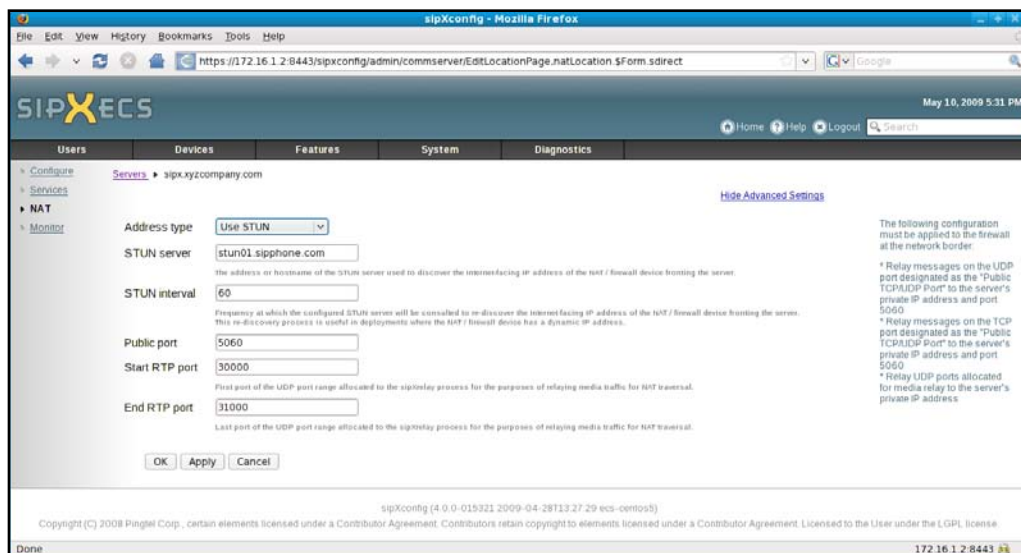 sipXconfig - Mozilla Firefox
File Edit View History Bookmarks Tools Help
https://172.16.1.2:8443/sipxconfig/admin/commserver/EditLocationPage.natLocation.$Form.sdirect
Google
SIPXECS
May 10, 2009 5:31 PM
Home Help Logout Search
Users Devices Features System Diagnostics
Configure
Services
NAT
Monitor
Servers ▸ sipx.xyzcompany.com
Hide Advanced Settings
Address type Use STUN
STUN server stun01.sipphone.com
The address or hostname of the STUN server used to discover the internet-facing IP address of the NAT / firewall device fronting the server.
STUN interval 60
Frequency at which the configured STUN server will be consulted to re-discover the internet-facing IP address of the NAT / firewall device fronting the server.
This re-discovery process is useful in deployments where the NAT / firewall device has a dynamic IP address.
Public port 5060
Start RTP port 30000
First port of the UDP port range allocated to the sipXrelay process for the purposes of relaying media traffic for NAT traversal.
End RTP port 31000
Last port of the UDP port range allocated to the sipXrelay process for the purposes of relaying media traffic for NAT traversal.
OK Apply Cancel
The following configuration
must be applied to the firewall
at the network border:
* Relay messages on the UDP
port designated as the "Public
TCP/UDP Port" to the server's
private IP address and port
5060
* Relay messages on the TCP
port designated as the "Public
TCP/UDP Port" to the server's
private IP address and port
5060
* Relay UDP ports allocated
for media relay to the server's
private IP address
sipXconfig (4.0.0-015321 2009-04-28T13:27:29 ecs-centos5)
Copyright (C) 2008 Pingtel Corp., certain elements licensed under a Contributor Agreement. Contributors retain copyright to elements licensed under a Contributor Agreement. Licensed to the User under the LGPL license.
Done
172.16.1.2:8443